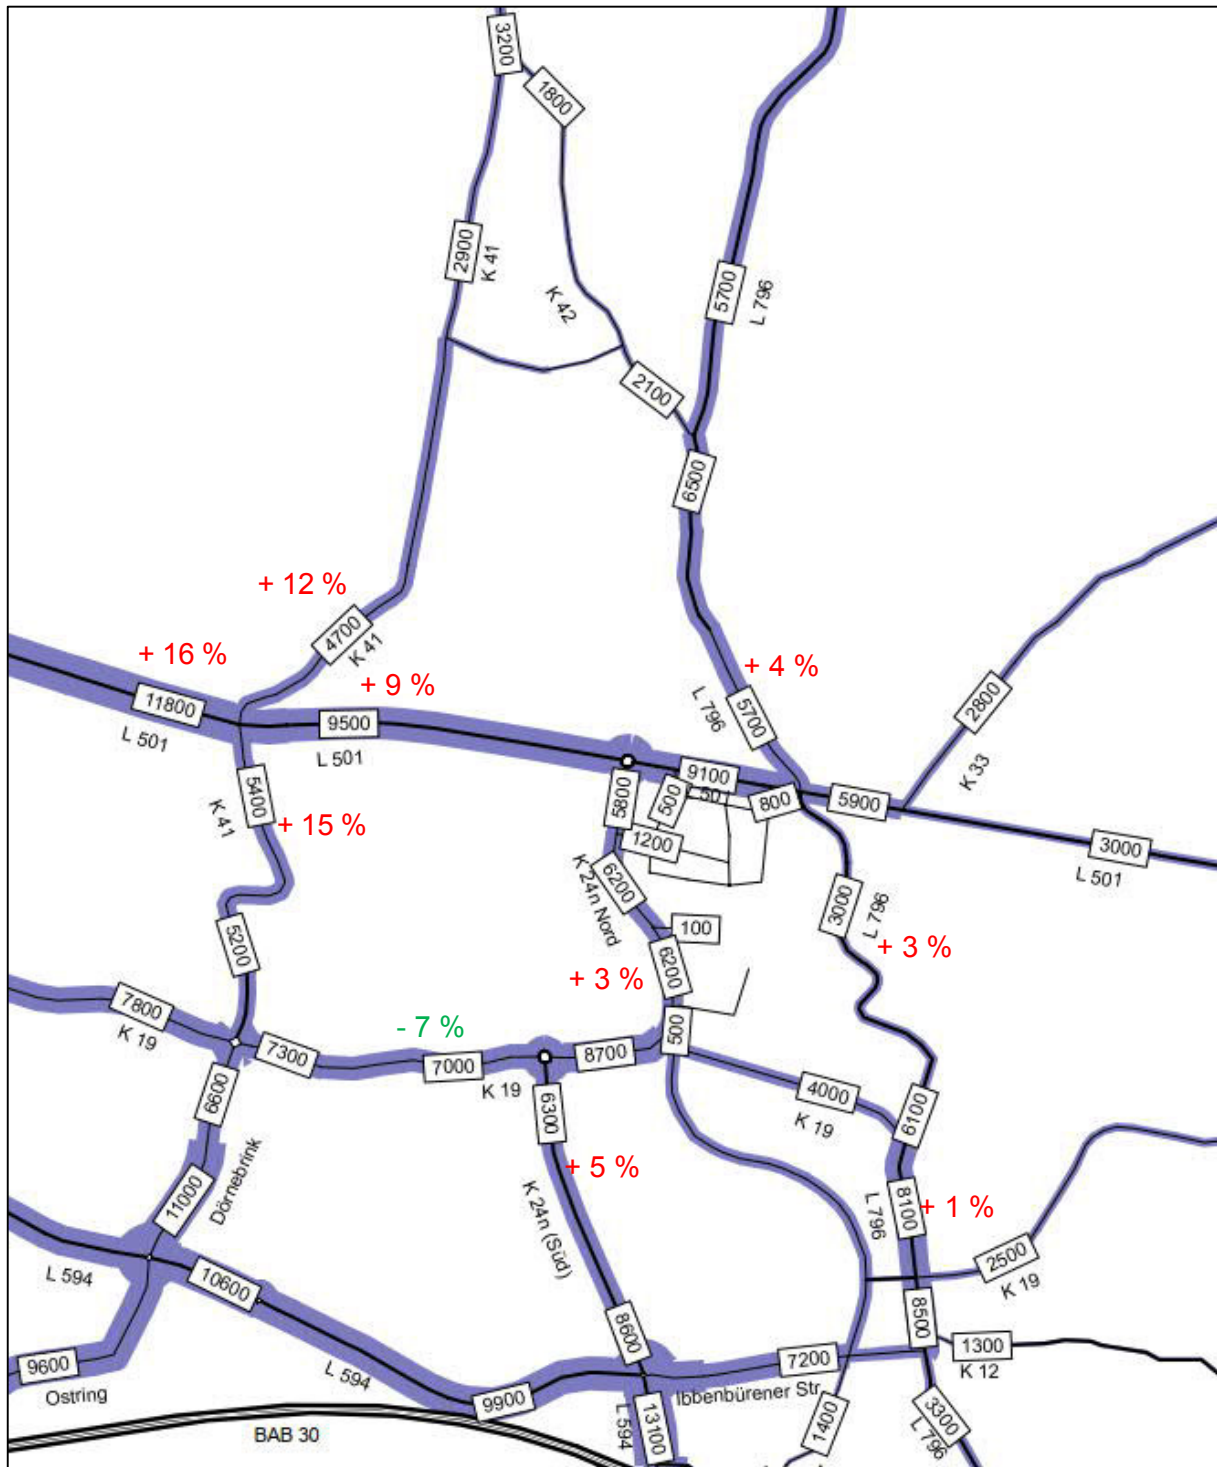 3200
1800
2900
K 41
K 42
5700
L 796
2100
6500
+ 12 %
4700
K 41
+ 16 %
+ 9 %
+ 4 %
11800
L 501
9500
L 501
L 796
5700
2800
K 33
9100
500
50
800
5900
5800
1200
3000
L 501
5400
K 41
+ 15 %
6200
K 24n Nord
3000
L 796
100
5200
6200
+ 3 %
+ 3 %
7800
K 19
- 7 %
7300
7000
K 19
8700
500
4000
K 19
6600
6300
6100
Dörnebrink
11000
+ 5 %
K 24n (Süd)
8100
L 796
+ 1 %
L 594
10600
2500
K 19
8600
8500
9600
Ostring
L 594
9900
7200
Ibbenbürener Str.
1300
K 12
BAB 30
L 594
13100
1400
3300
L 796